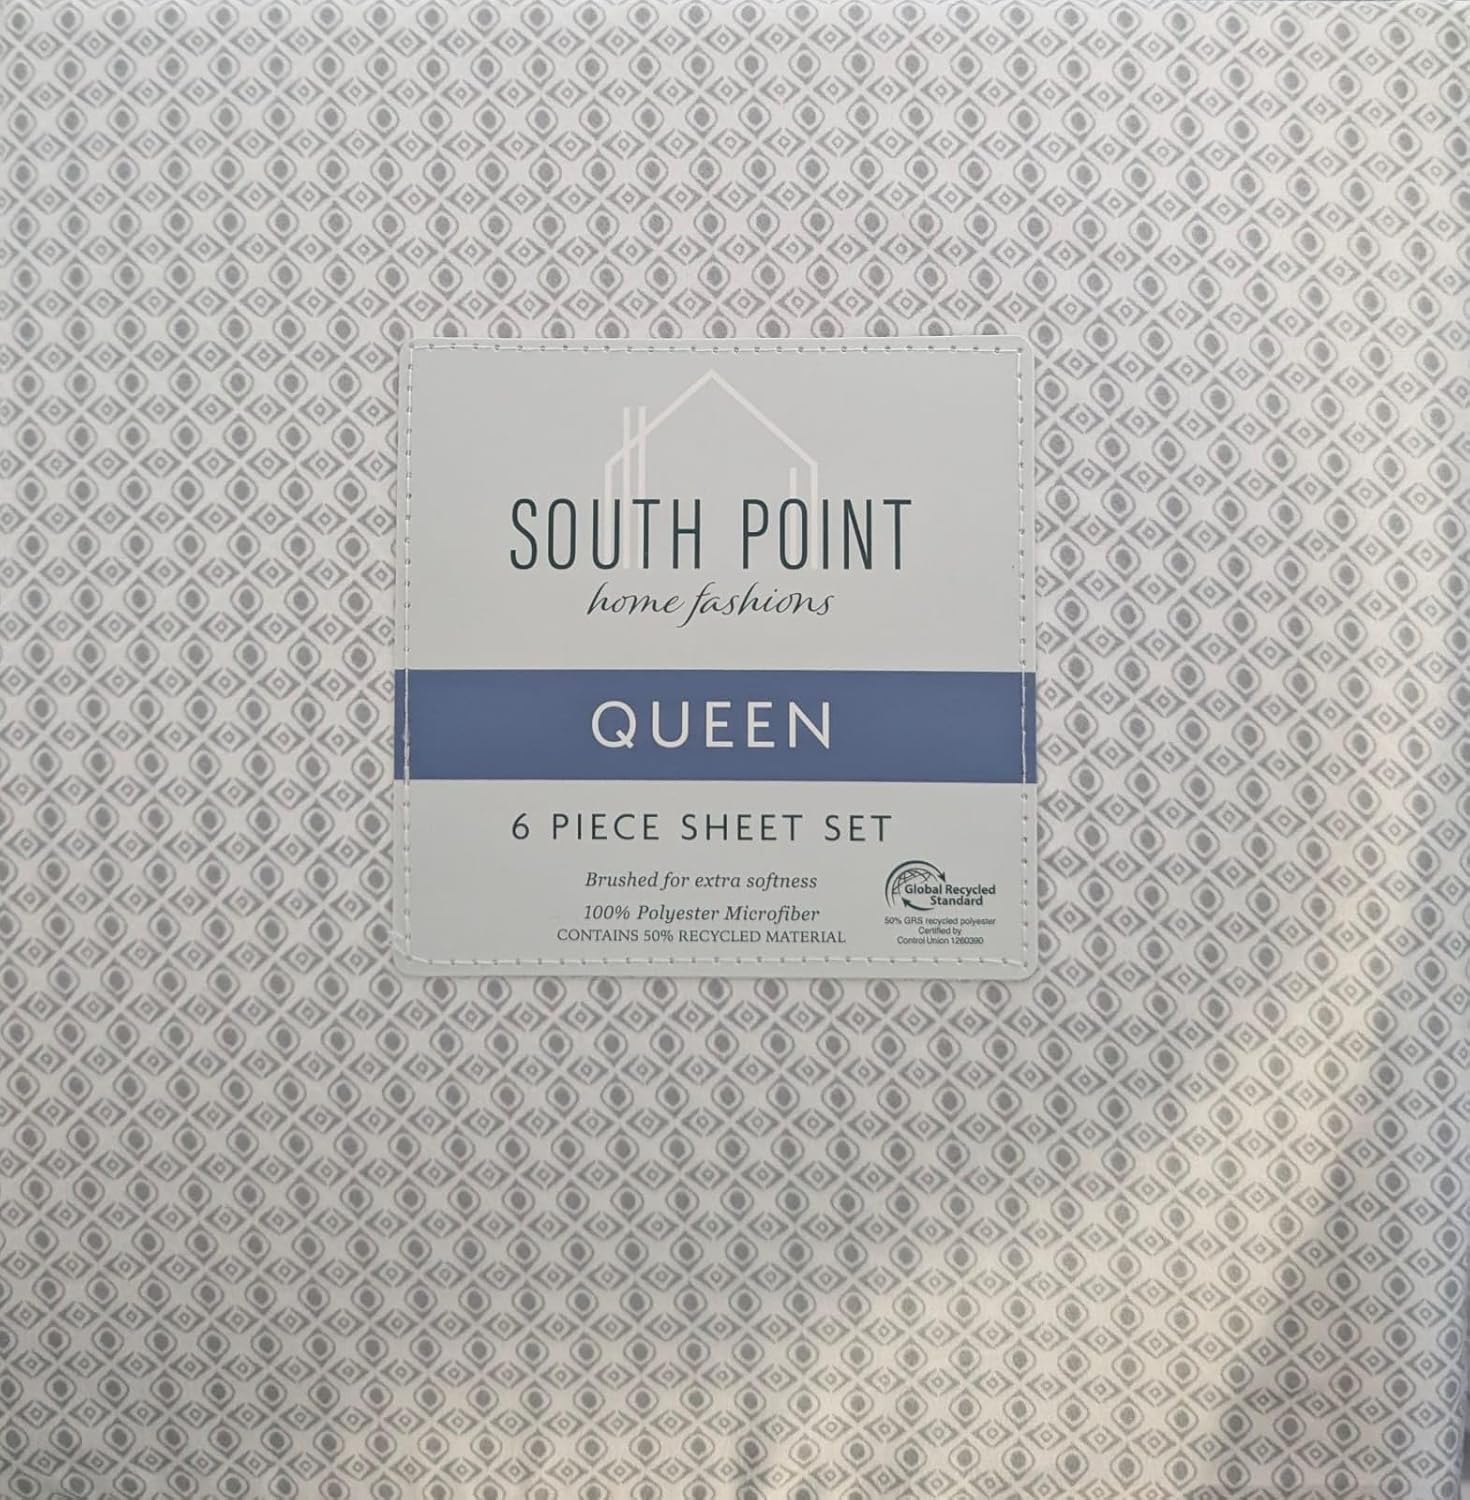 SOUTH POINT
home fashions
QUEEN
6 PIECE SHEET SET
Brushed for extra softness
100% Polyester Microfiber
CONTAINS 50% RECYCLED MATERIAL
Global Recycled
Standard
50% GRS recycled polyester
Certified by
Control Union 1260390